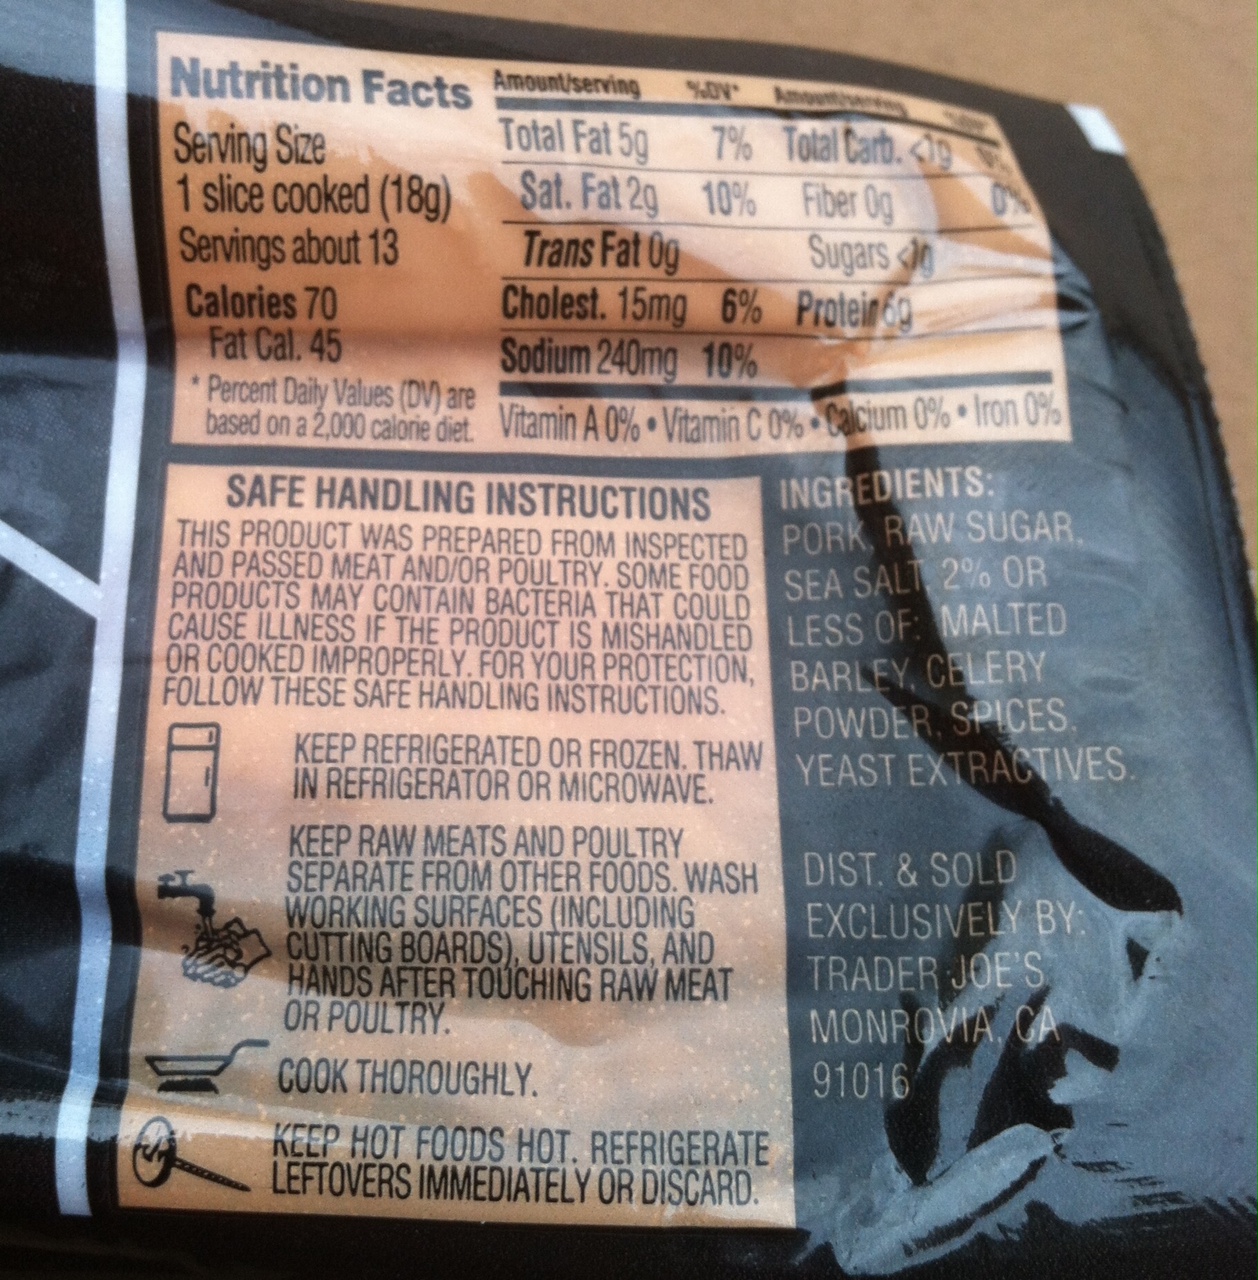 Nutrition Facts
Serving Size
1 slice cooked (18g)
Servings about 13
Calories 70
Fat Cal. 45
* Percent Daily Values (DV) are
based on a 2,000 calorie diet.
Amount/serving %DV* Amount/serving
Total Fat 5g 7% Total Carb. <1g 0%
Sat. Fat 2g 10% Fiber 0g 0%
Trans Fat 0g Sugars <1g
Cholest. 15mg 6% Protein 6g
Sodium 240mg 10%
Vitamin A 0% • Vitamin C 0% • Calcium 0% • Iron 0%
SAFE HANDLING INSTRUCTIONS
THIS PRODUCT WAS PREPARED FROM INSPECTED
AND PASSED MEAT AND/OR POULTRY. SOME FOOD
PRODUCTS MAY CONTAIN BACTERIA THAT COULD
CAUSE ILLNESS IF THE PRODUCT IS MISHANDLED
OR COOKED IMPROPERLY. FOR YOUR PROTECTION,
FOLLOW THESE SAFE HANDLING INSTRUCTIONS.
KEEP REFRIGERATED OR FROZEN. THAW
IN REFRIGERATOR OR MICROWAVE.
KEEP RAW MEATS AND POULTRY
SEPARATE FROM OTHER FOODS. WASH
WORKING SURFACES (INCLUDING
CUTTING BOARDS), UTENSILS, AND
HANDS AFTER TOUCHING RAW MEAT
OR POULTRY.
COOK THOROUGHLY.
KEEP HOT FOODS HOT. REFRIGERATE
LEFTOVERS IMMEDIATELY OR DISCARD.
INGREDIENTS:
PORK, RAW SUGAR,
SEA SALT, 2% OR
LESS OF: MALTED
BARLEY, CELERY
POWDER, SPICES,
YEAST EXTRACTIVES.
DIST. & SOLD
EXCLUSIVELY BY:
TRADER JOE'S
MONROVIA, CA
91016